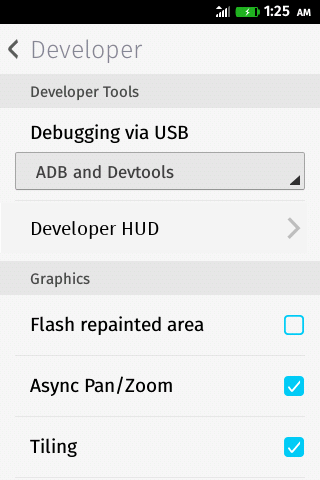 1:25 AM
Developer
Developer Tools
Debugging via USB
ADB and Devtools
Developer HUD
Graphics
Flash repainted area
Async Pan/Zoom
Tiling